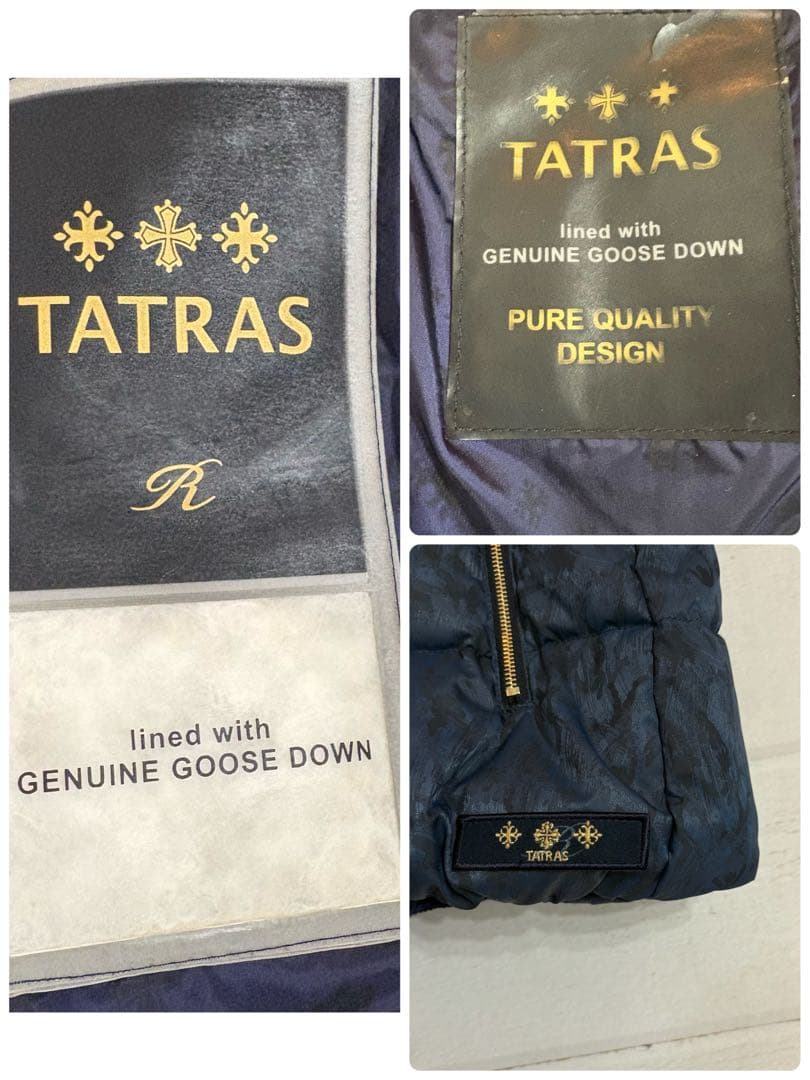 TATRAS
R
lined with
GENUINE GOOSE DOWN
TATRAS
lined with
GENUINE GOOSE DOWN
PURE QUALITY
DESIGN
TATRAS